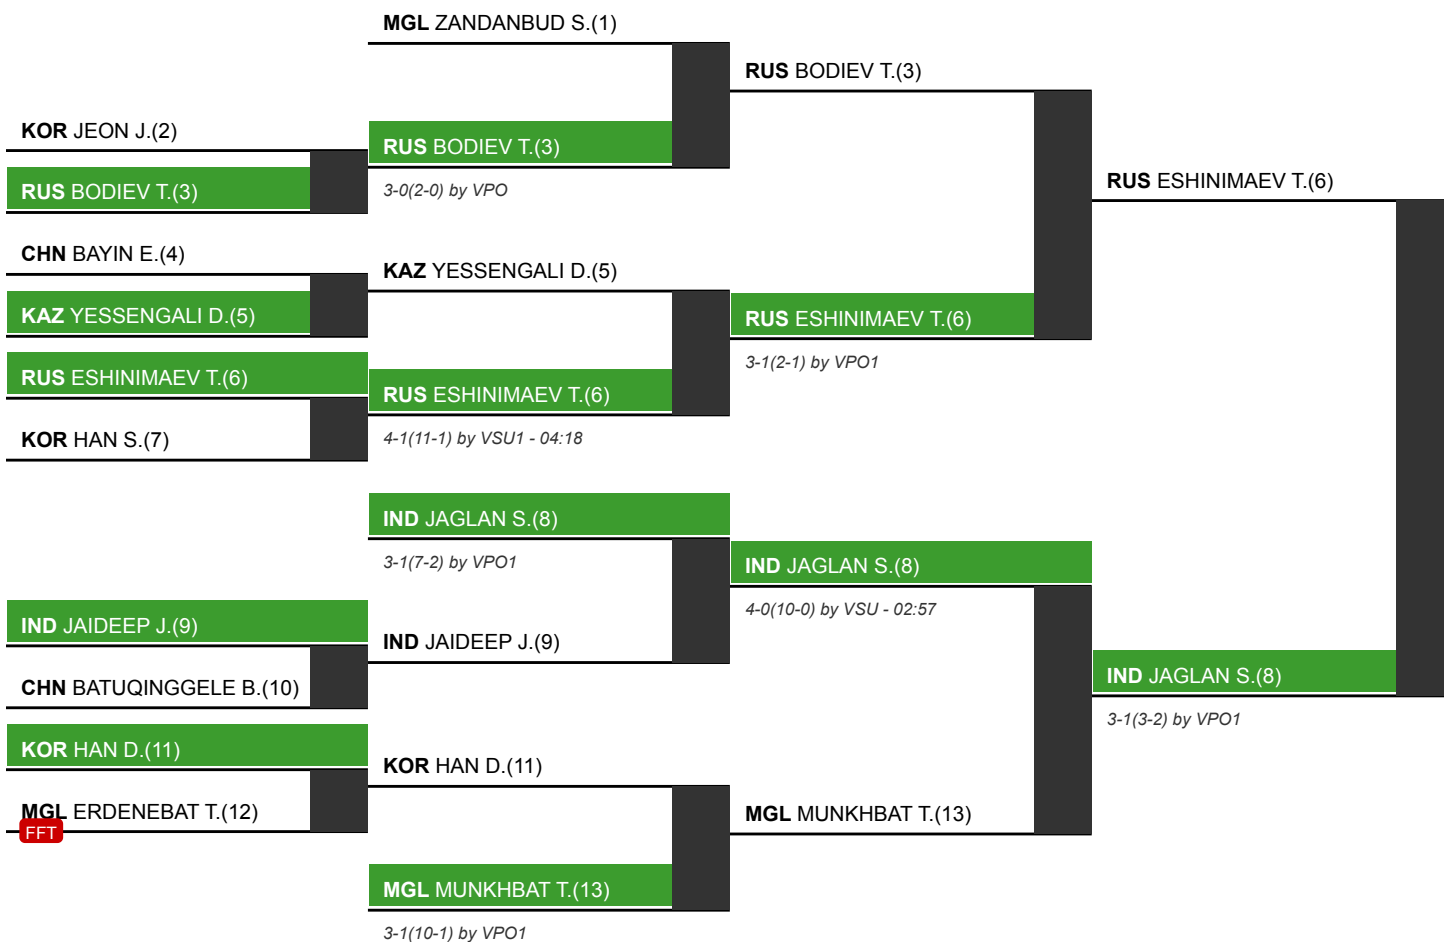 KOR JEON J.(2)
RUS BODIEV T.(3)
CHN BAYIN E.(4)
KAZ YESSENGALI D.(5)
RUS ESHINIMAEV T.(6)
KOR HAN S.(7)
IND JAIDEEP J.(9)
CHN BATUQINGGELE B.(10)
KOR HAN D.(11)
MGL ERDENEBAT T.(12)
FFT
MGL ZANDANBUD S.(1)
RUS BODIEV T.(3)
3-0(2-0) by VPO
KAZ YESSENGALI D.(5)
RUS ESHINIMAEV T.(6)
4-1(11-1) by VSU1 - 04:18
IND JAGLAN S.(8)
3-1(7-2) by VPO1
IND JAIDEEP J.(9)
KOR HAN D.(11)
MGL MUNKHBAT T.(13)
3-1(10-1) by VPO1
RUS BODIEV T.(3)
RUS ESHINIMAEV T.(6)
3-1(2-1) by VPO1
IND JAGLAN S.(8)
4-0(10-0) by VSU - 02:57
MGL MUNKHBAT T.(13)
RUS ESHINIMAEV T.(6)
IND JAGLAN S.(8)
3-1(3-2) by VPO1